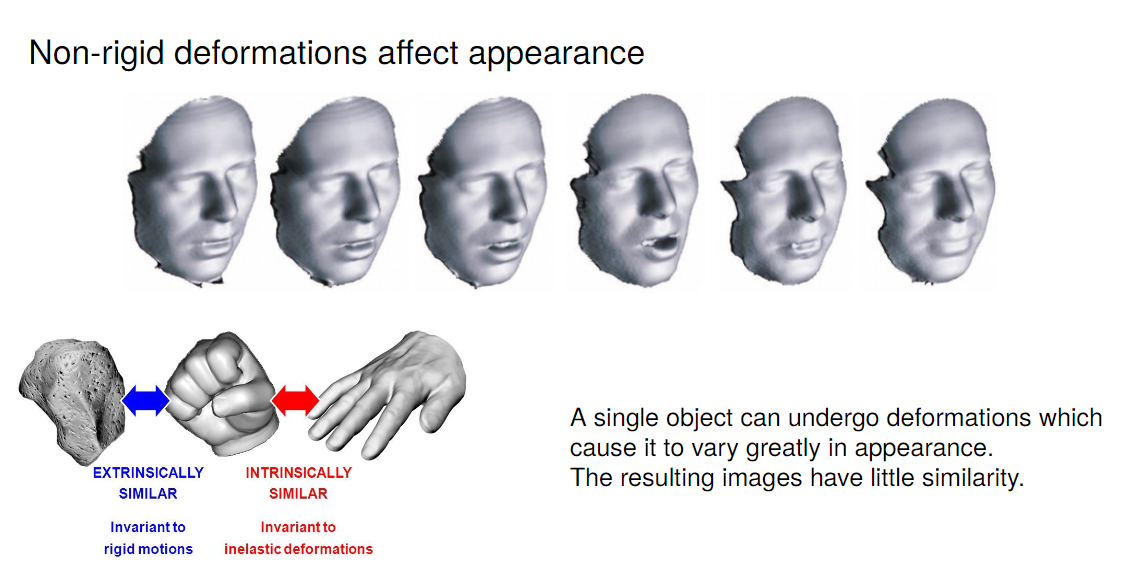 Non-rigid deformations affect appearance
EXTRINSICALLY
SIMILAR
Invariant to
rigid motions
INTRINSICALLY
SIMILAR
Invariant to
inelastic deformations
A single object can undergo deformations which
cause it to vary greatly in appearance.
The resulting images have little similarity.